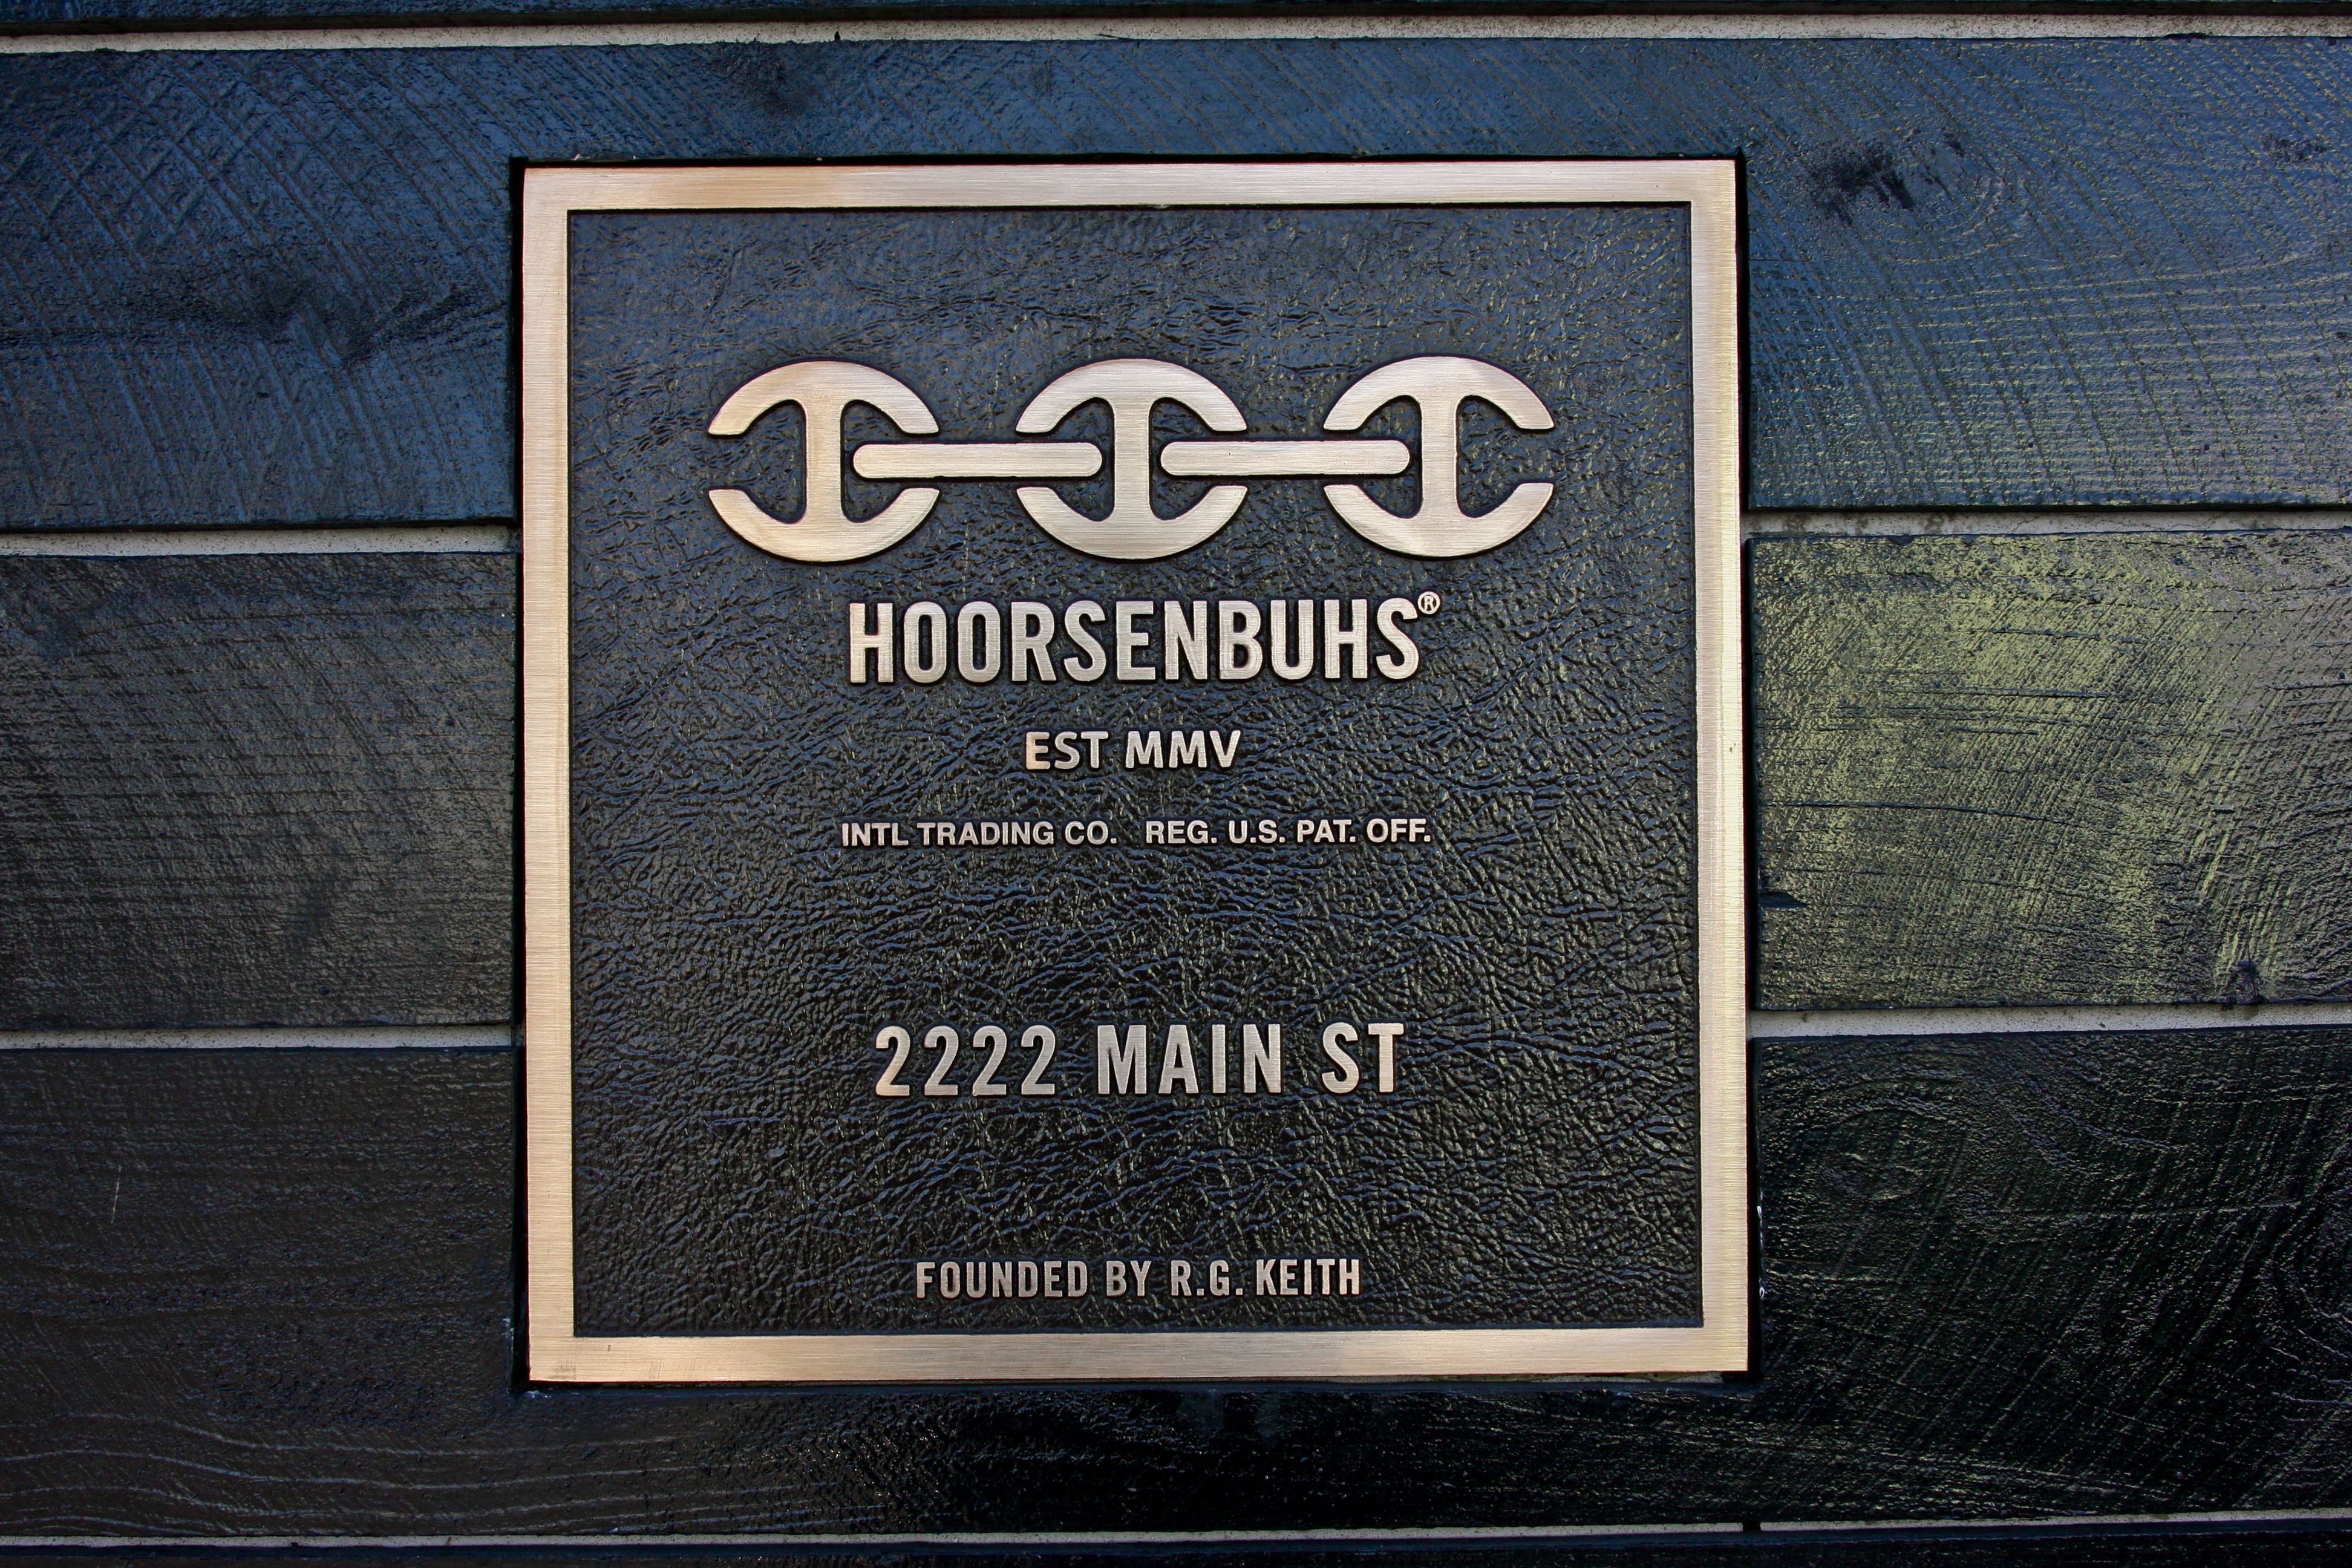 HOORSENBUHS®
EST MMV
INTL TRADING CO. REG. U.S. PAT. OFF.
2222 MAIN ST
FOUNDED BY R.G. KEITH